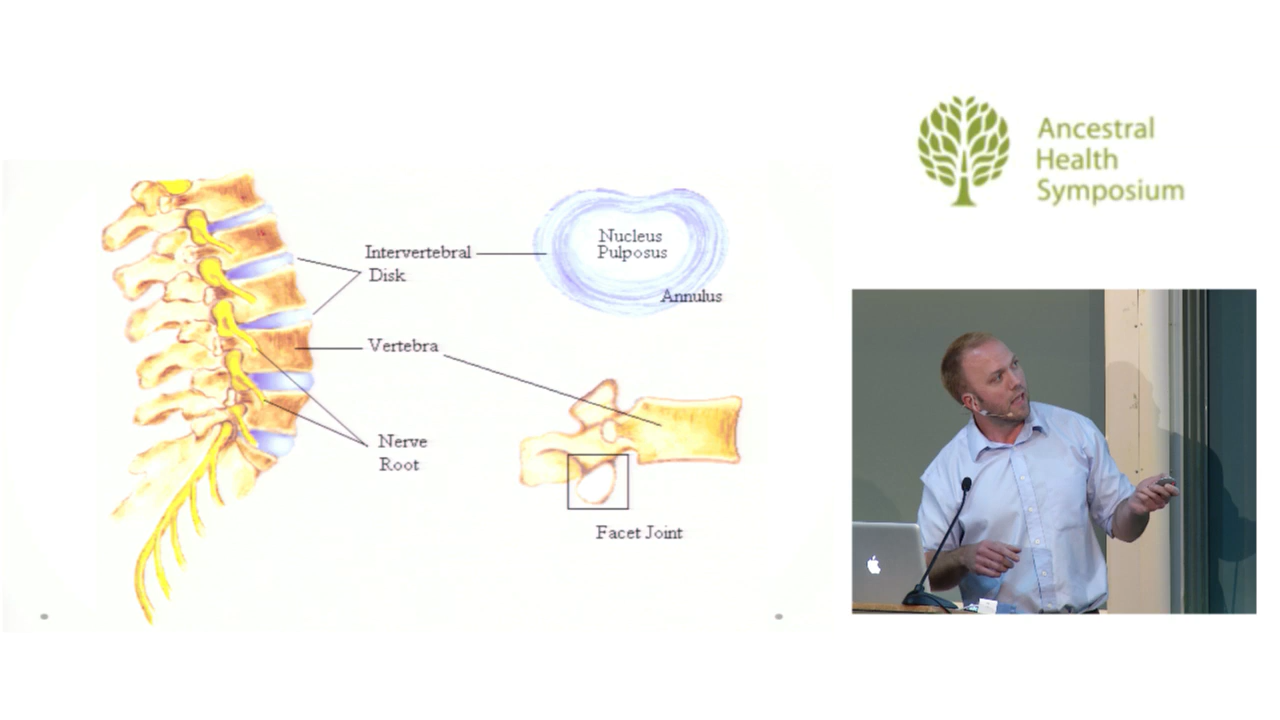 Ancestral
Health
Symposium
Nucleus
Pulposus
Annulus
Intervertebral
Disk
Vertebra
Nerve
Root
Facet Joint